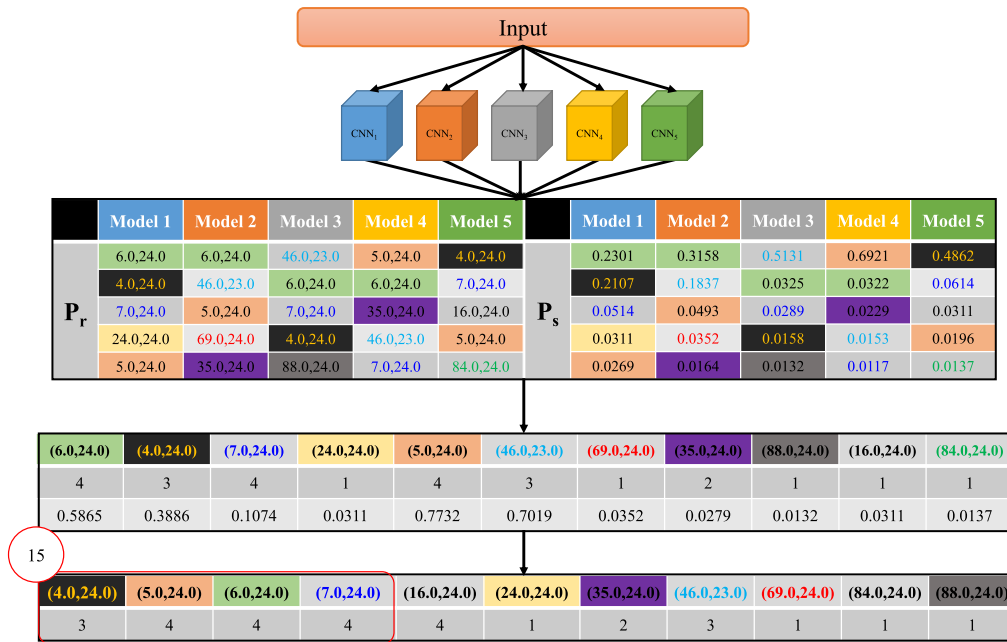 Input
CNN1 CNN2 CNN3 CNN4 CNN5
Model 1 Model 2 Model 3 Model 4 Model 5 Model 1 Model 2 Model 3 Model 4 Model 5
Pr Ps
6.0,24.0 6.0,24.0 46.0,23.0 5.0,24.0 4.0,24.0 0.2301 0.3158 0.5131 0.6921 0.4862
4.0,24.0 46.0,23.0 6.0,24.0 6.0,24.0 7.0,24.0 0.2107 0.1837 0.0325 0.0322 0.0614
7.0,24.0 5.0,24.0 7.0,24.0 35.0,24.0 16.0,24.0 0.0514 0.0493 0.0289 0.0229 0.0311
24.0,24.0 69.0,24.0 4.0,24.0 46.0,23.0 5.0,24.0 0.0311 0.0352 0.0158 0.0153 0.0196
5.0,24.0 35.0,24.0 88.0,24.0 7.0,24.0 84.0,24.0 0.0269 0.0164 0.0132 0.0117 0.0137
(6.0,24.0) (4.0,24.0) (7.0,24.0) (24.0,24.0) (5.0,24.0) (46.0,23.0) (69.0,24.0) (35.0,24.0) (88.0,24.0) (16.0,24.0) (84.0,24.0)
4 3 4 1 4 3 1 2 1 1 1
0.5865 0.3886 0.1074 0.0311 0.7732 0.7019 0.0352 0.0279 0.0132 0.0311 0.0137
15
(4.0,24.0) (5.0,24.0) (6.0,24.0) (7.0,24.0) (16.0,24.0) (24.0,24.0) (35.0,24.0) (46.0,23.0) (69.0,24.0) (84.0,24.0) (88.0,24.0)
3 4 4 4 4 1 2 3 1 1 1